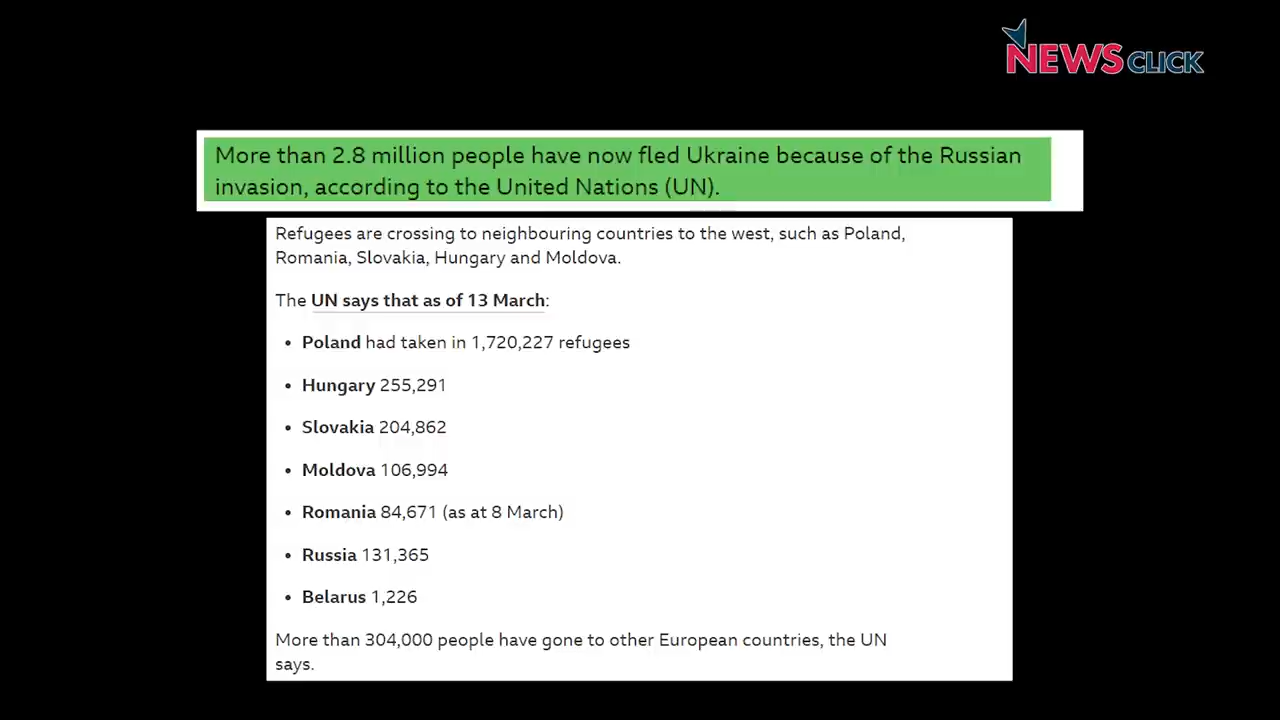 NEWSCLICK
More than 2.8 million people have now fled Ukraine because of the Russian
invasion, according to the United Nations (UN).
Refugees are crossing to neighbouring countries to the west, such as Poland,
Romania, Slovakia, Hungary and Moldova.
The UN says that as of 13 March:
• Poland had taken in 1,720,227 refugees
• Hungary 255,291
• Slovakia 204,862
• Moldova 106,994
• Romania 84,671 (as at 8 March)
• Russia 131,365
• Belarus 1,226
More than 304,000 people have gone to other European countries, the UN
says.